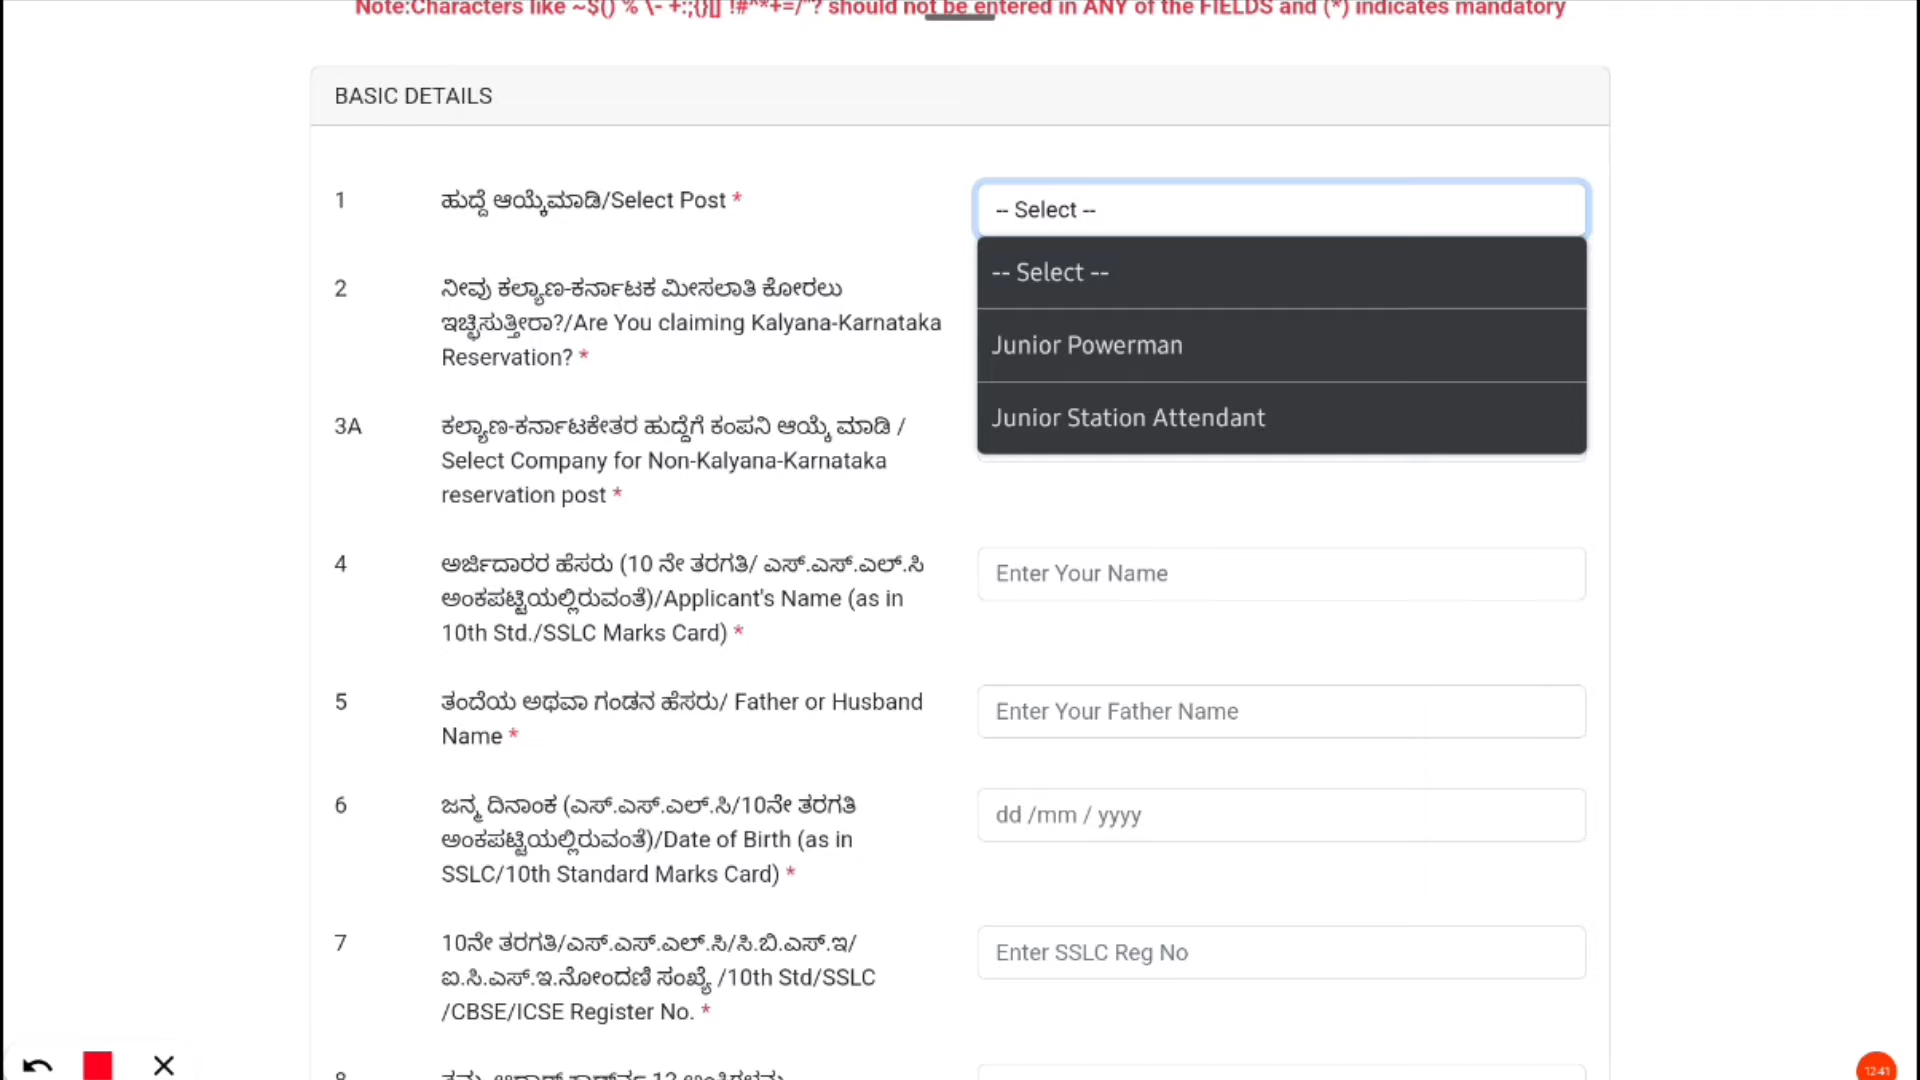 Note:Characters like ~$() % \- +:;{}[] !#^*+=/"? should not be entered in ANY of the FIELDS and (*) indicates mandatory
BASIC DETAILS
1 ಹುದ್ದೆ ಆಯ್ಕೆಮಾಡಿ/Select Post *
-- Select --
-- Select --
Junior Powerman
Junior Station Attendant
2 ನೀವು ಕಲ್ಯಾಣ-ಕರ್ನಾಟಕ ಮೀಸಲಾತಿ ಕೋರಲು
ಇಚ್ಛಿಸುತ್ತೀರಾ?/Are You claiming Kalyana-Karnataka
Reservation? *
3A ಕಲ್ಯಾಣ-ಕರ್ನಾಟಕೇತರ ಹುದ್ದೆಗೆ ಕಂಪನಿ ಆಯ್ಕೆ ಮಾಡಿ /
Select Company for Non-Kalyana-Karnataka
reservation post *
4 ಅರ್ಜಿದಾರರ ಹೆಸರು (10 ನೇ ತರಗತಿ/ ಎಸ್.ಎಸ್.ಎಲ್.ಸಿ
ಅಂಕಪಟ್ಟಿಯಲ್ಲಿರುವಂತೆ)/Applicant's Name (as in
10th Std./SSLC Marks Card) *
Enter Your Name
5 ತಂದೆಯ ಅಥವಾ ಗಂಡನ ಹೆಸರು/ Father or Husband
Name *
Enter Your Father Name
6 ಜನ್ಮ ದಿನಾಂಕ (ಎಸ್.ಎಸ್.ಎಲ್.ಸಿ/10ನೇ ತರಗತಿ
ಅಂಕಪಟ್ಟಿಯಲ್ಲಿರುವಂತೆ)/Date of Birth (as in
SSLC/10th Standard Marks Card) *
dd /mm / yyyy
7 10ನೇ ತರಗತಿ/ಎಸ್.ಎಸ್.ಎಲ್.ಸಿ/ಸಿ.ಬಿ.ಎಸ್.ಇ/
ಐ.ಸಿ.ಎಸ್.ಇ.ನೋಂದಣಿ ಸಂಖ್ಯೆ /10th Std/SSLC
/CBSE/ICSE Register No. *
Enter SSLC Reg No
12:41